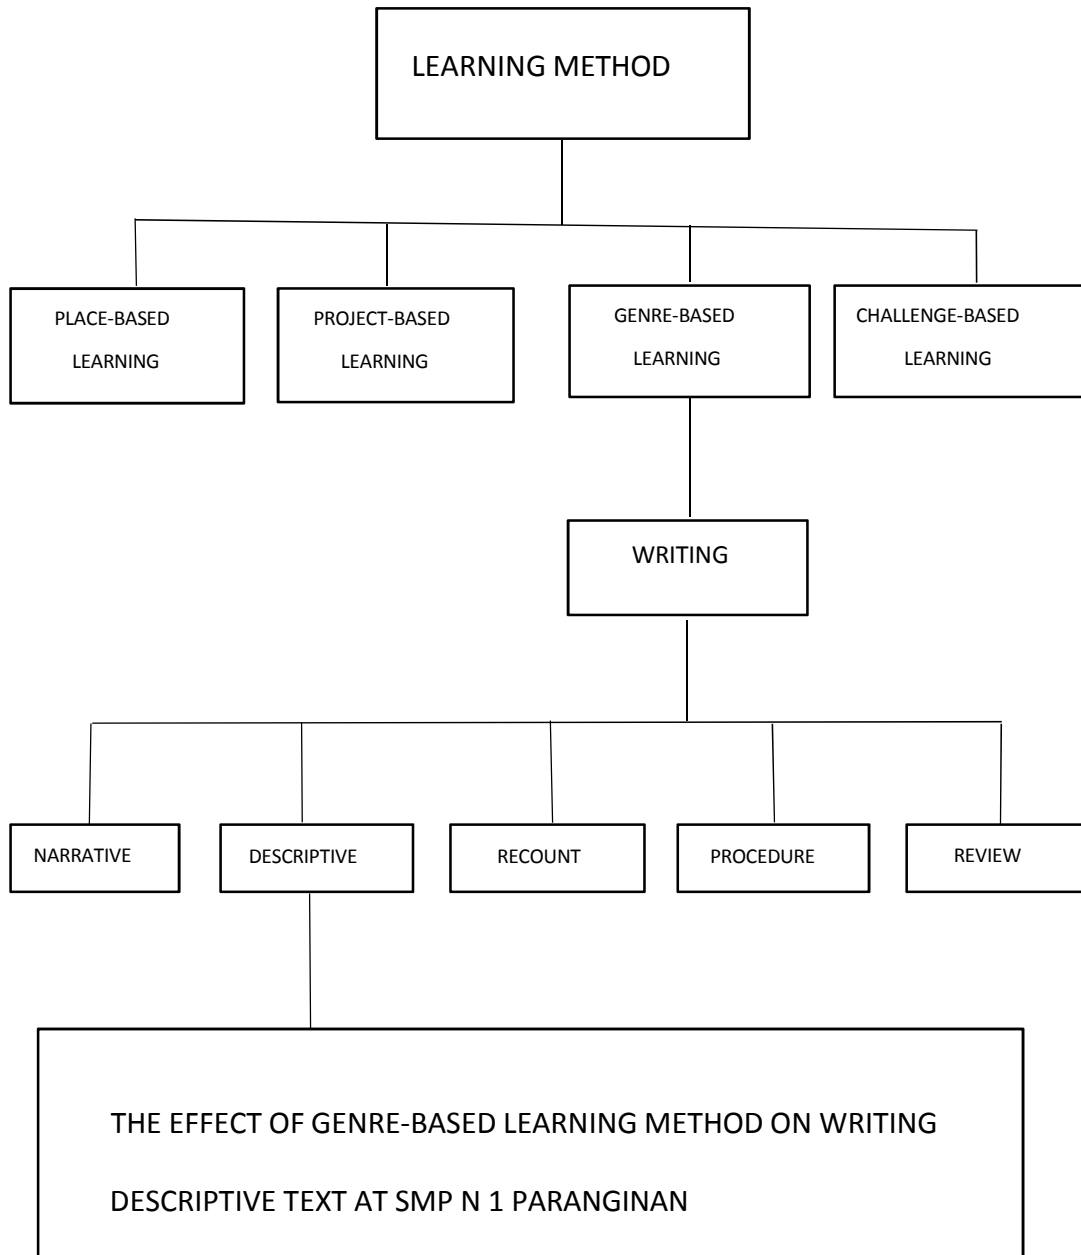 LEARNING METHOD
PLACE-BASED
LEARNING
PROJECT-BASED
LEARNING
GENRE-BASED
LEARNING
CHALLENGE-BASED
LEARNING
WRITING
NARRATIVE
DESCRIPTIVE
RECOUNT
PROCEDURE
REVIEW
THE EFFECT OF GENRE-BASED LEARNING METHOD ON WRITING
DESCRIPTIVE TEXT AT SMP N 1 PARANGINAN